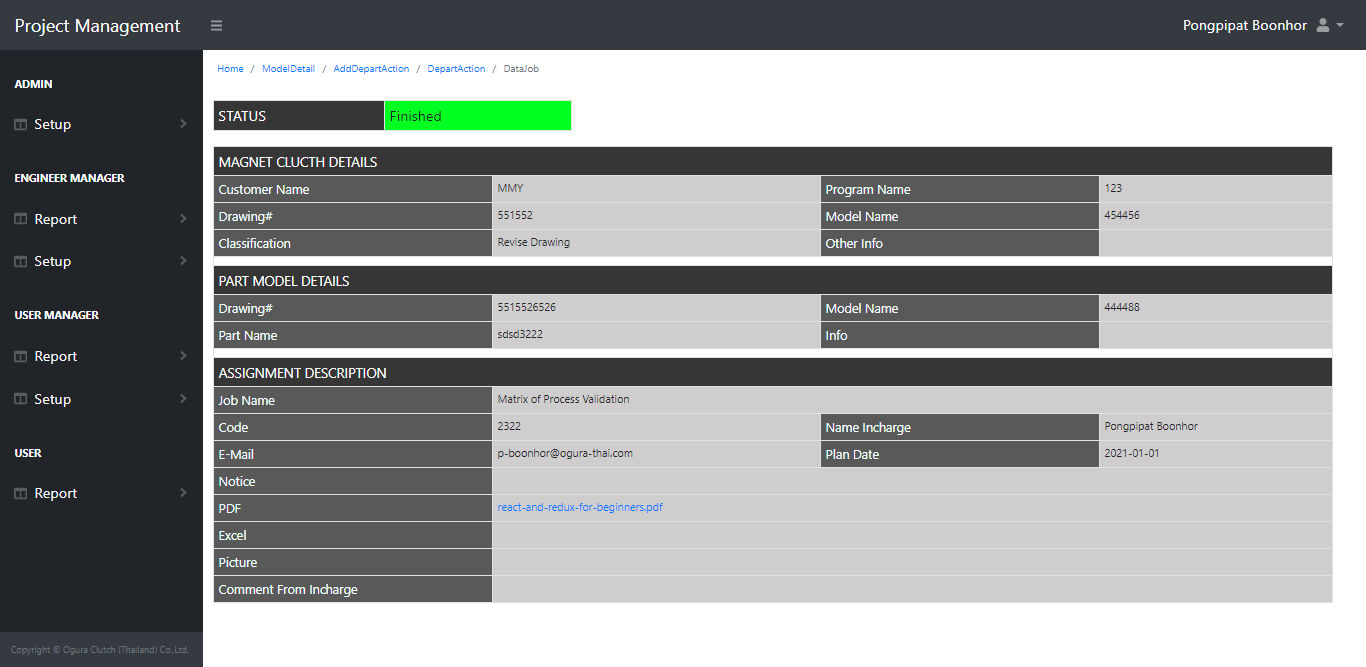 Project Management
Pongpipat Boonhor
Home / ModelDetail / AddDepartAction / DepartAction / DataJob
ADMIN
Setup
ENGINEER MANAGER
Report
Setup
USER MANAGER
Report
Setup
USER
Report
Copyright © Ogura Clutch (Thailand) Co.,Ltd.
STATUS Finished
MAGNET CLUCTH DETAILS
Customer Name MMY Program Name 123
Drawing# 551552 Model Name 454456
Classification Revise Drawing Other Info
PART MODEL DETAILS
Drawing# 5515526526 Model Name 444488
Part Name sdsd3222 Info
ASSIGNMENT DESCRIPTION
Job Name Matrix of Process Validation
Code 2322 Name Incharge Pongpipat Boonhor
E-Mail p-boonhor@ogura-thai.com Plan Date 2021-01-01
Notice
PDF react-and-redux-for-beginners.pdf
Excel
Picture
Comment From Incharge